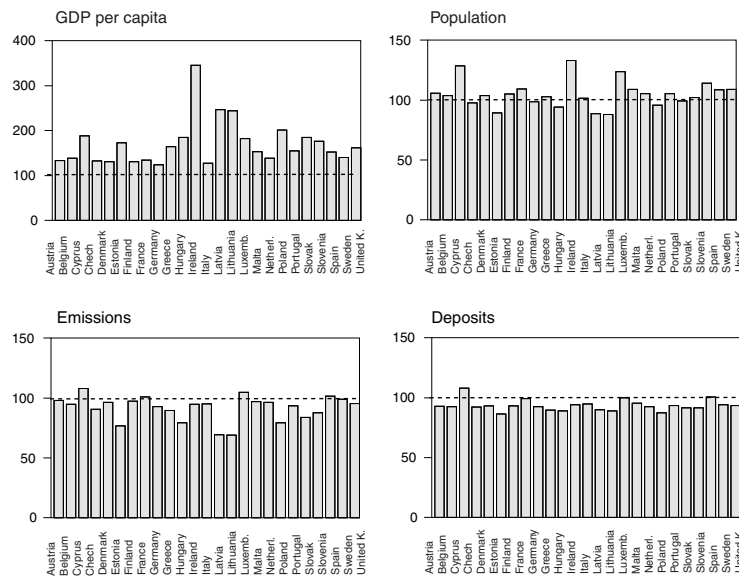 GDP per capita
400
300
200
100
0
Austria
Belgium
Cyprus
Chech
Denmark
Estonia
Finland
France
Germany
Greece
Hungary
Ireland
Italy
Latvia
Lithuania
Luxemb.
Malta
Netherl.
Poland
Portugal
Slovak
Slovenia
Spain
Sweden
United K.
Population
150
100
50
0
Austria
Belgium
Cyprus
Chech
Denmark
Estonia
Finland
France
Germany
Greece
Hungary
Ireland
Italy
Latvia
Lithuania
Luxemb.
Malta
Netherl.
Poland
Portugal
Slovak
Slovenia
Spain
Sweden
United K.
Emissions
150
100
50
0
Austria
Belgium
Cyprus
Chech
Denmark
Estonia
Finland
France
Germany
Greece
Hungary
Ireland
Italy
Latvia
Lithuania
Luxemb.
Malta
Netherl.
Poland
Portugal
Slovak
Slovenia
Spain
Sweden
United K.
Deposits
150
100
50
0
Austria
Belgium
Cyprus
Chech
Denmark
Estonia
Finland
France
Germany
Greece
Hungary
Ireland
Italy
Latvia
Lithuania
Luxemb.
Malta
Netherl.
Poland
Portugal
Slovak
Slovenia
Spain
Sweden
United K.